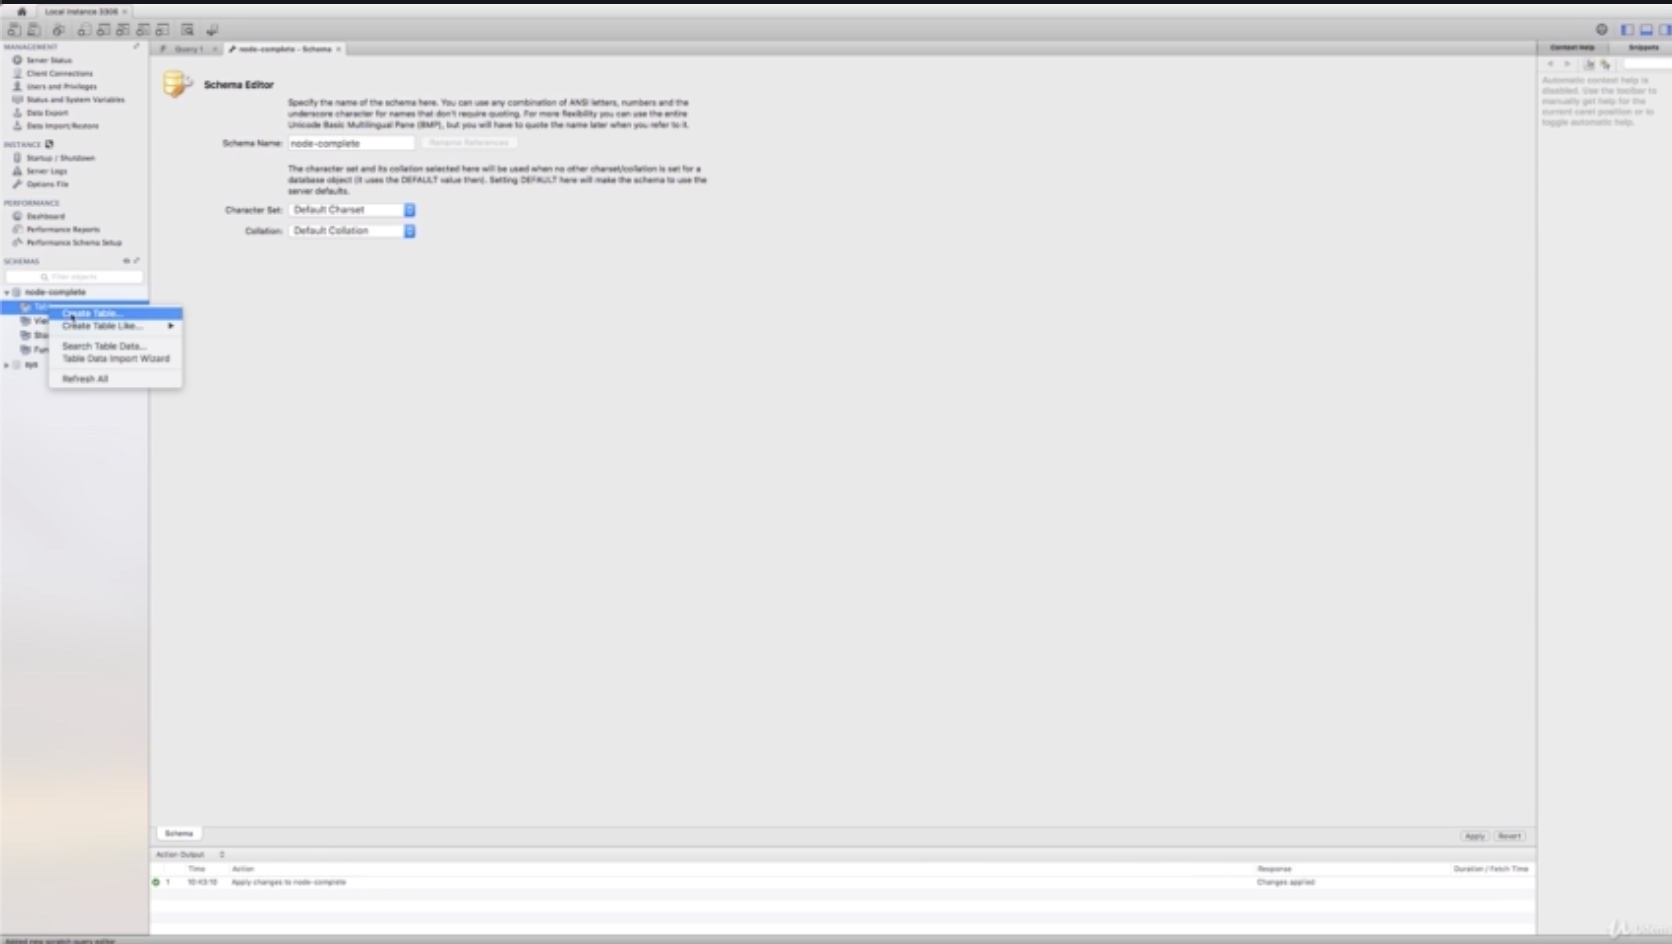 Local instance 3306
MANAGEMENT
Server Status
Client Connections
Users and Privileges
Status and System Variables
Data Export
Data Import/Restore
INSTANCE
Startup / Shutdown
Server Logs
Options File
PERFORMANCE
Dashboard
Performance Reports
Performance Schema Setup
SCHEMAS
Filter objects
node-complete
sys
Create Table...
Create Table Like...
Search Table Data...
Table Data Import Wizard
Refresh All
Query 1
node-complete - Schema
Schema Editor
Specify the name of the schema here. You can use any combination of ANSI letters, numbers and the
underscore character for names that don't require quoting. For more flexibility you can use the entire
Unicode Basic Multilingual Pane (BMP), but you will have to quote the name later when you refer to it.
Schema Name: node-complete Rename References
The character set and its collation selected here will be used when no other charset/collation is set for a
database object (it uses the DEFAULT value then). Setting DEFAULT here will make the schema to use the
server defaults.
Character Set: Default Charset
Collation: Default Collation
Schema
Apply Revert
Action Output
Time Action Response Duration / Fetch Time
1 10:43:10 Apply changes to node-complete Changes applied
Context Help Snippets
Automatic context help is
disabled. Use the toolbar to
manually get help for the
current caret position or to
toggle automatic help.
Added new scratch query editor